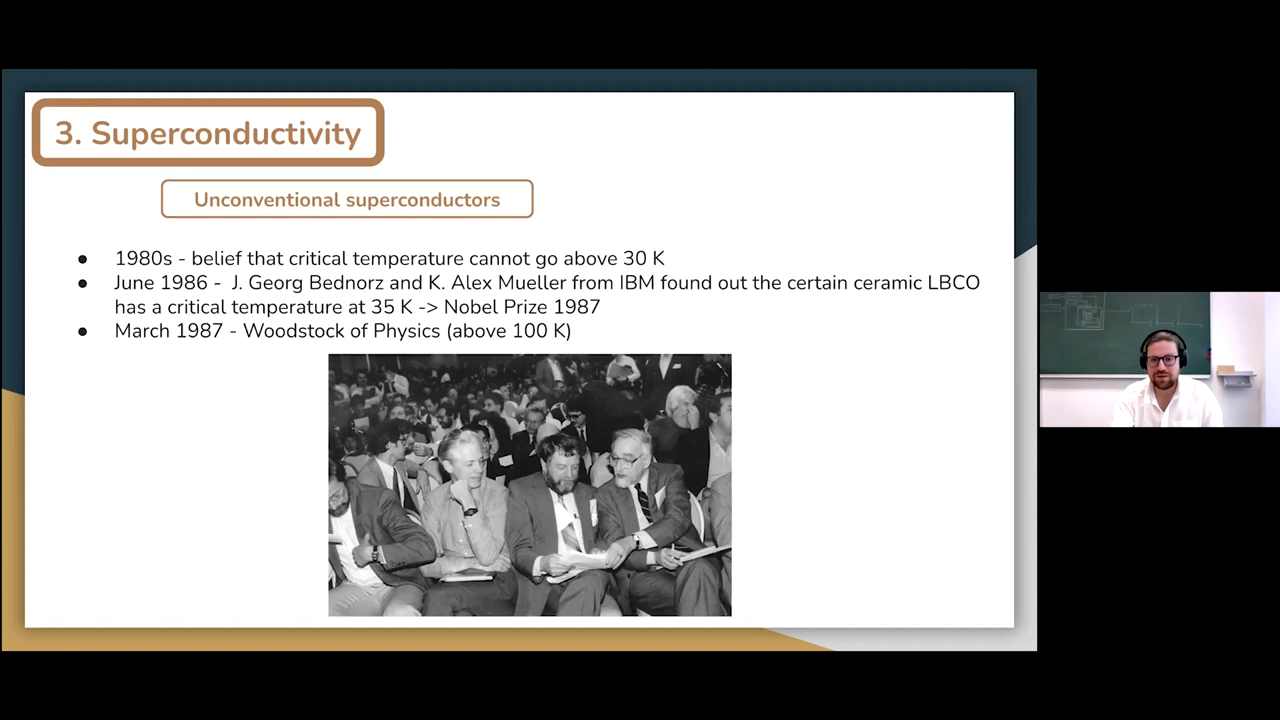 3. Superconductivity
Unconventional superconductors
● 1980s - belief that critical temperature cannot go above 30 K
● June 1986 - J. Georg Bednorz and K. Alex Mueller from IBM found out the certain ceramic LBCO
has a critical temperature at 35 K -> Nobel Prize 1987
● March 1987 - Woodstock of Physics (above 100 K)